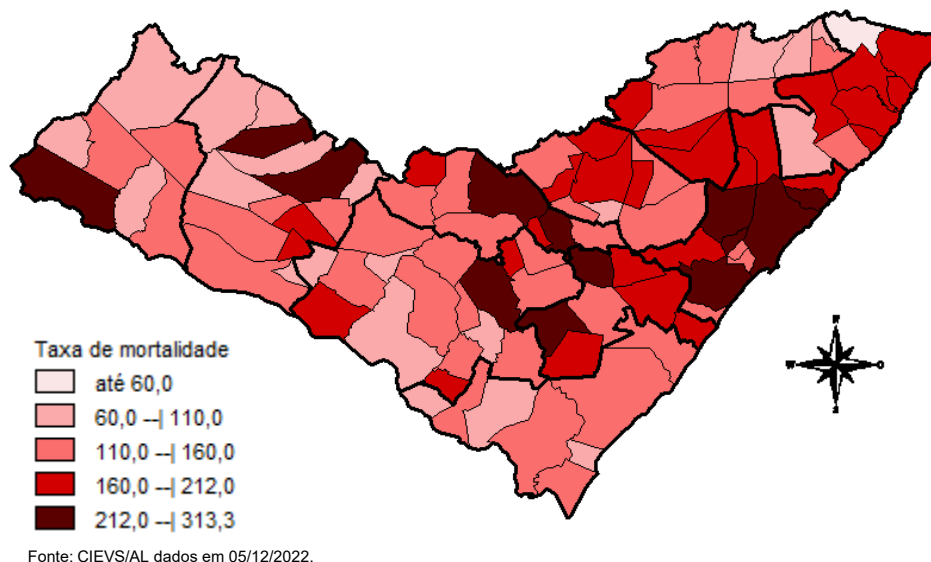 N
W O
S
Taxa de mortalidade
até 60,0
60,0 --| 110,0
110,0 --| 160,0
160,0 --| 212,0
212,0 --| 313,3
Fonte: CIEVS/AL dados em 05/12/2022.